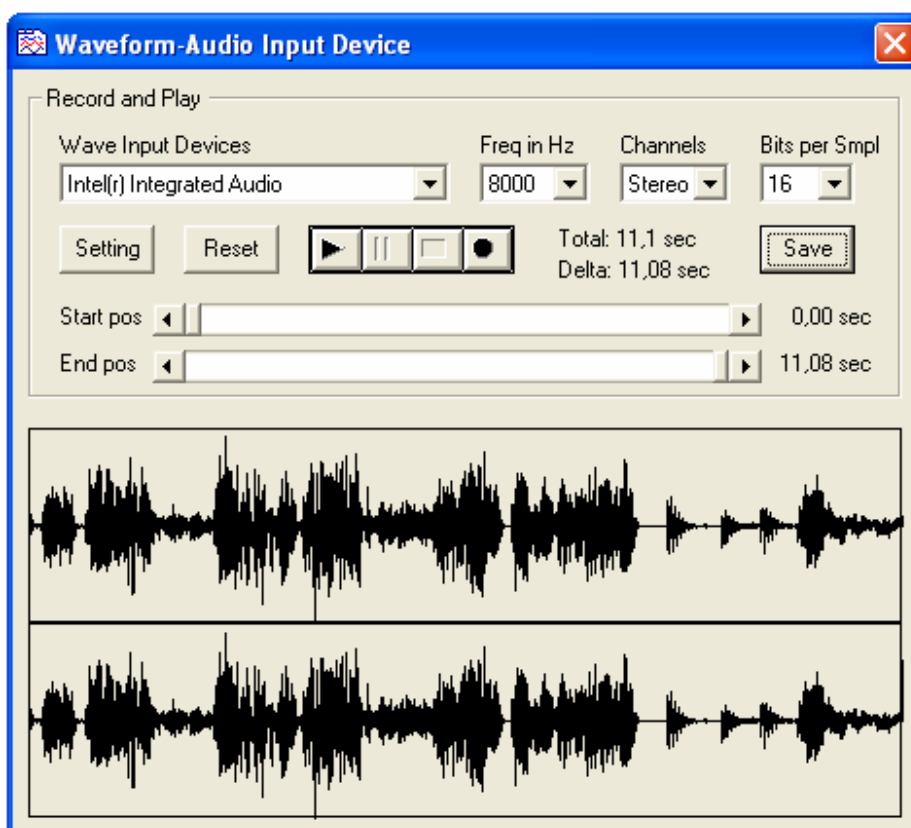 Waveform-Audio Input Device
Record and Play
Wave Input Devices Freq in Hz Channels Bits per Smpl
Intel(r) Integrated Audio 8000 Stereo 16
Setting Reset Total: 11,1 sec Save
Delta: 11,08 sec
Start pos 0,00 sec
End pos 11,08 sec